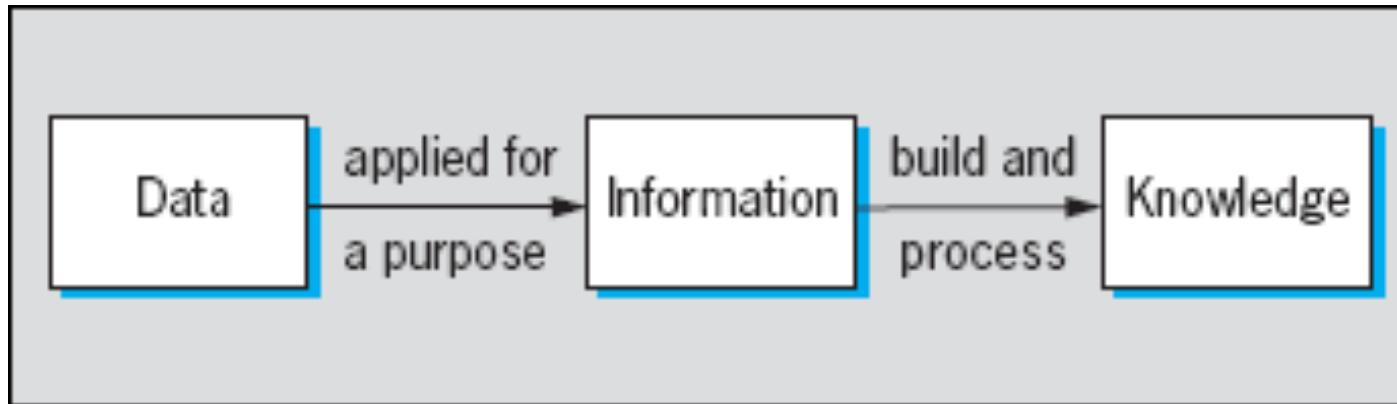 Data
applied for
a purpose
Information
build and
process
Knowledge